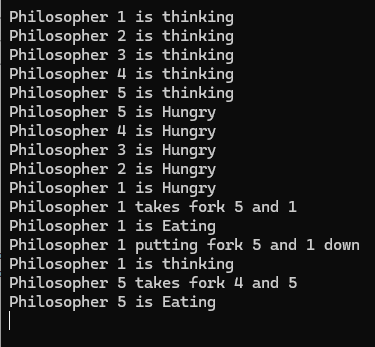 Philosopher 1 is thinking
Philosopher 2 is thinking
Philosopher 3 is thinking
Philosopher 4 is thinking
Philosopher 5 is thinking
Philosopher 5 is Hungry
Philosopher 4 is Hungry
Philosopher 3 is Hungry
Philosopher 2 is Hungry
Philosopher 1 is Hungry
Philosopher 1 takes fork 5 and 1
Philosopher 1 is Eating
Philosopher 1 putting fork 5 and 1 down
Philosopher 1 is thinking
Philosopher 5 takes fork 4 and 5
Philosopher 5 is Eating